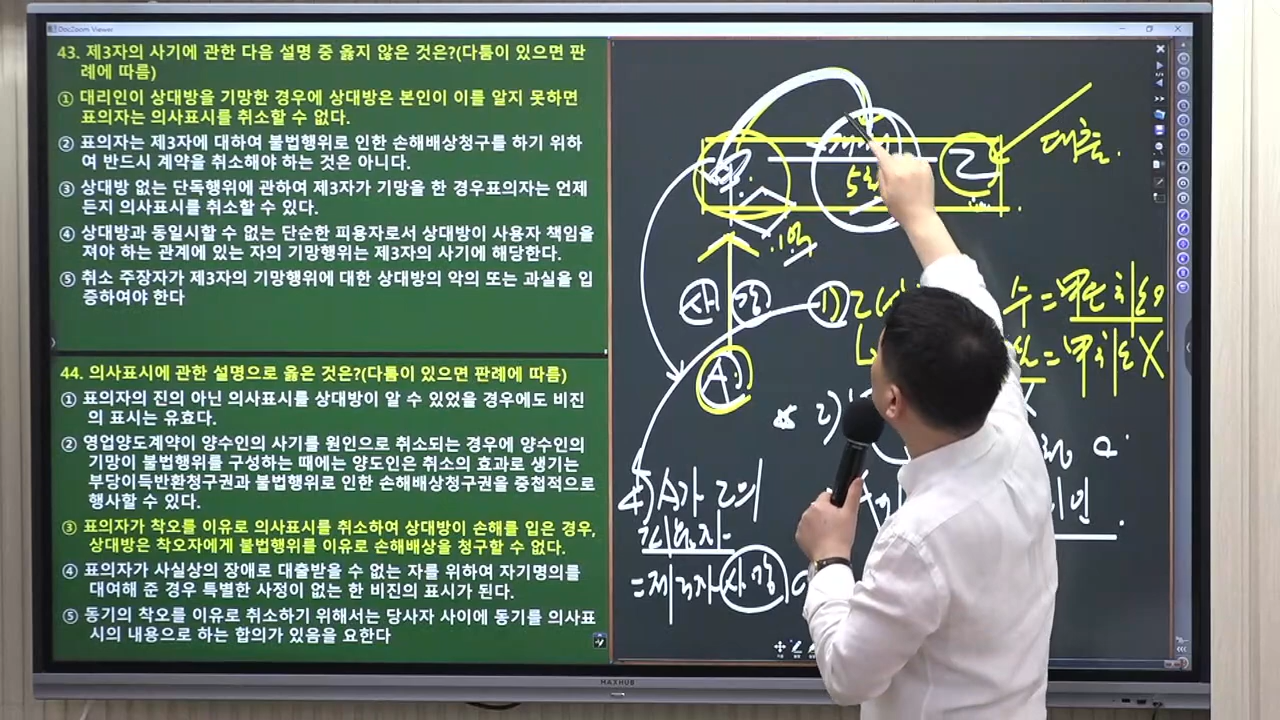 DocZoom Viewer
43. 제3자의 사기에 관한 다음 설명 중 옳지 않은 것은?(다툼이 있으면 판
례에 따름)
① 대리인이 상대방을 기망한 경우에 상대방은 본인이 이를 알지 못하면
표의자는 의사표시를 취소할 수 없다.
② 표의자는 제3자에 대하여 불법행위로 인한 손해배상청구를 하기 위하
여 반드시 계약을 취소해야 하는 것은 아니다.
③ 상대방 없는 단독행위에 관하여 제3자가 기망을 한 경우표의자는 언제
든지 의사표시를 취소할 수 있다.
④ 상대방과 동일시할 수 없는 단순한 피용자로서 상대방이 사용자 책임을
져야 하는 관계에 있는 자의 기망행위는 제3자의 사기에 해당한다.
⑤ 취소 주장자가 제3자의 기망행위에 대한 상대방의 악의 또는 과실을 입
증하여야 한다
44. 의사표시에 관한 설명으로 옳은 것은?(다툼이 있으면 판례에 따름)
① 표의자의 진의 아닌 의사표시를 상대방이 알 수 있었을 경우에도 비진
의 표시는 유효다.
② 영업양도계약이 양수인의 사기를 원인으로 취소되는 경우에 양수인의
기망이 불법행위를 구성하는 때에는 양도인은 취소의 효과로 생기는
부당이득반환청구권과 불법행위로 인한 손해배상청구권을 중첩적으로
행사할 수 있다.
③ 표의자가 착오를 이유로 의사표시를 취소하여 상대방이 손해를 입은 경우,
상대방은 착오자에게 불법행위를 이유로 손해배상을 청구할 수 없다.
④ 표의자가 사실상의 장애로 대출받을 수 없는 자를 위하여 자기명의를
대여해 준 경우 특별한 사정이 없는 한 비진의 표시가 된다.
⑤ 동기의 착오를 이유로 취소하기 위해서는 당사자 사이에 동기를 의사표
시의 내용으로 하는 합의가 있음을 요한다
대출.
乙
1억
사 강
1)
A
2)
4) A가 乙의
피용자
=제3자 사강
MAXHUB